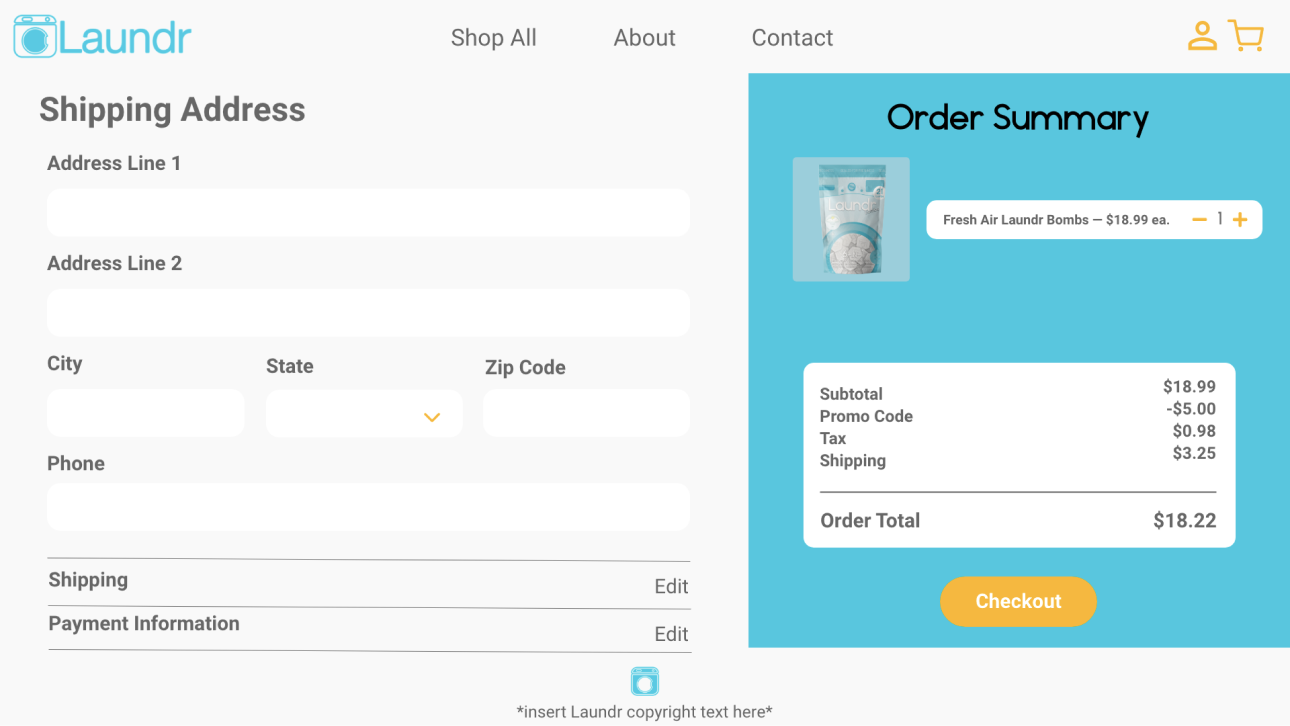 Laundr
Shop All
About
Contact
Shipping Address
Address Line 1
Address Line 2
City
State
Zip Code
Phone
Shipping
Edit
Payment Information
Edit
Order Summary
Laundr
Fresh Air Laundr Bombs — $18.99 ea.
1
Subtotal $18.99
Promo Code -$5.00
Tax $0.98
Shipping $3.25
Order Total $18.22
Checkout
*insert Laundr copyright text here*